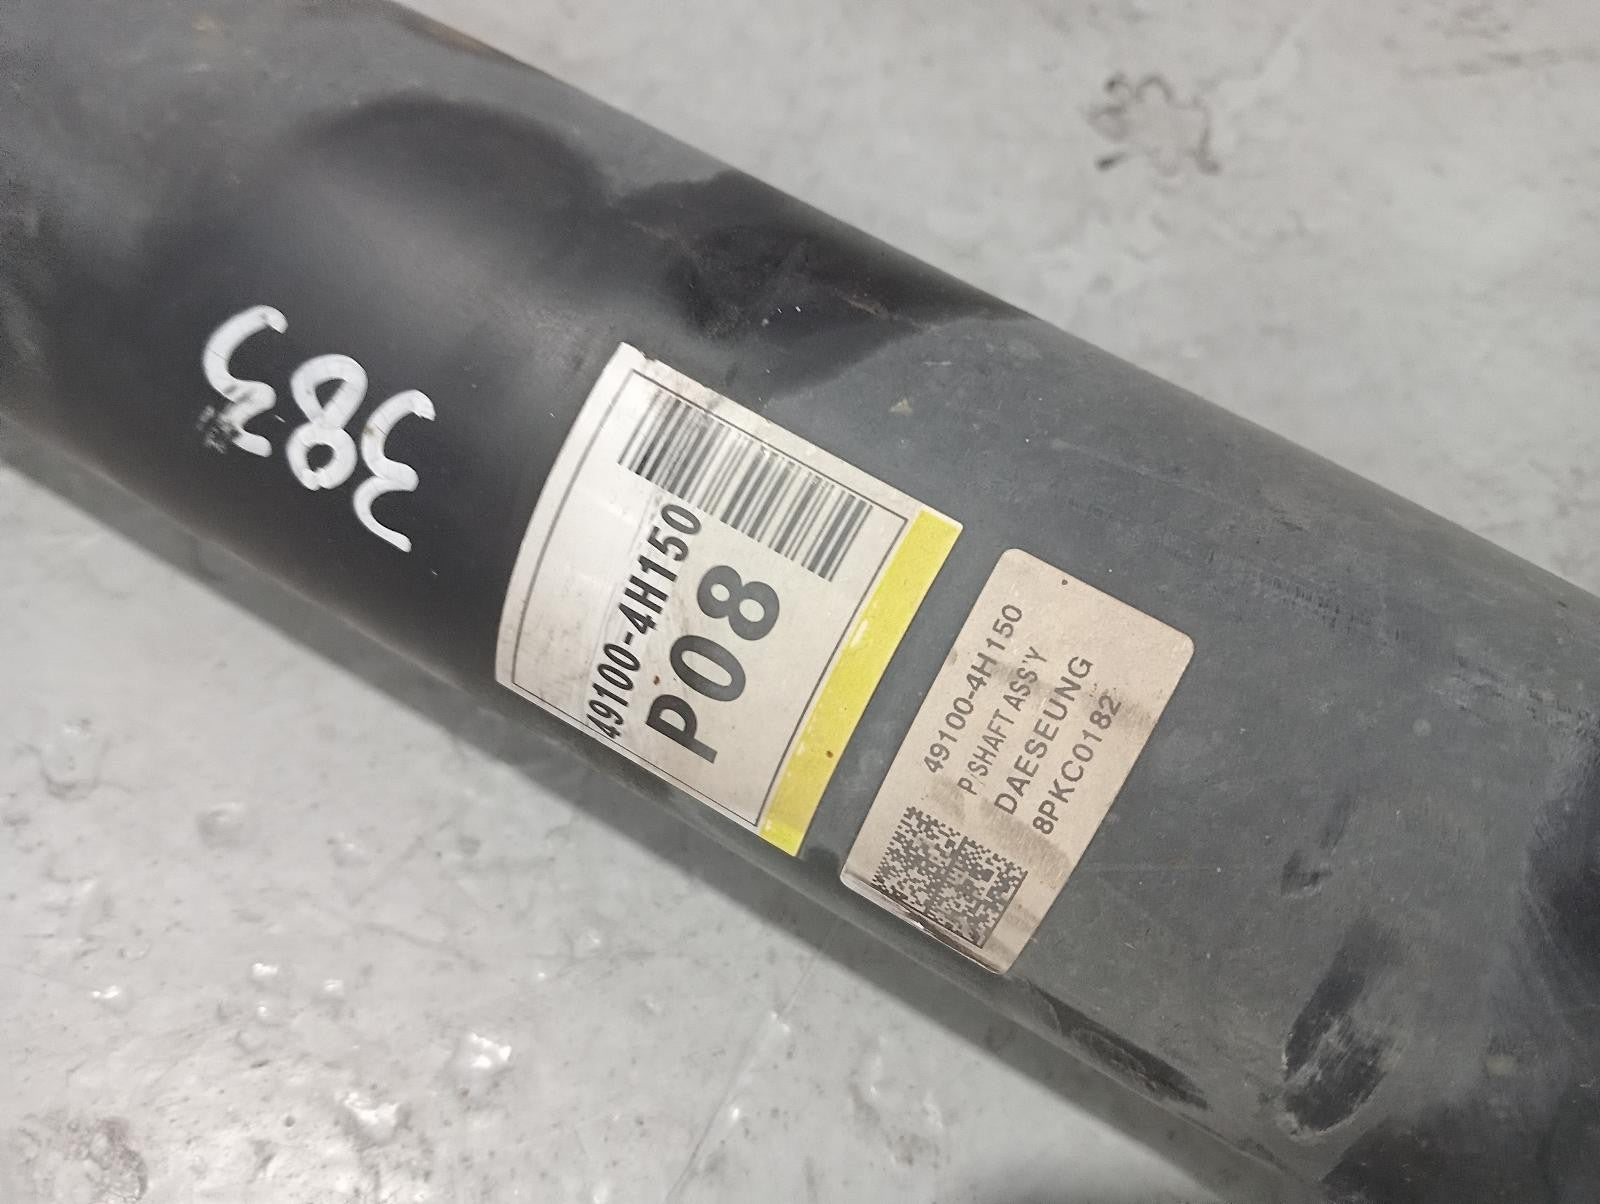 383
49100-4H150
P08
49100-4H150
P/SHAFT ASS'Y
DAESEUNG
8PKC0182